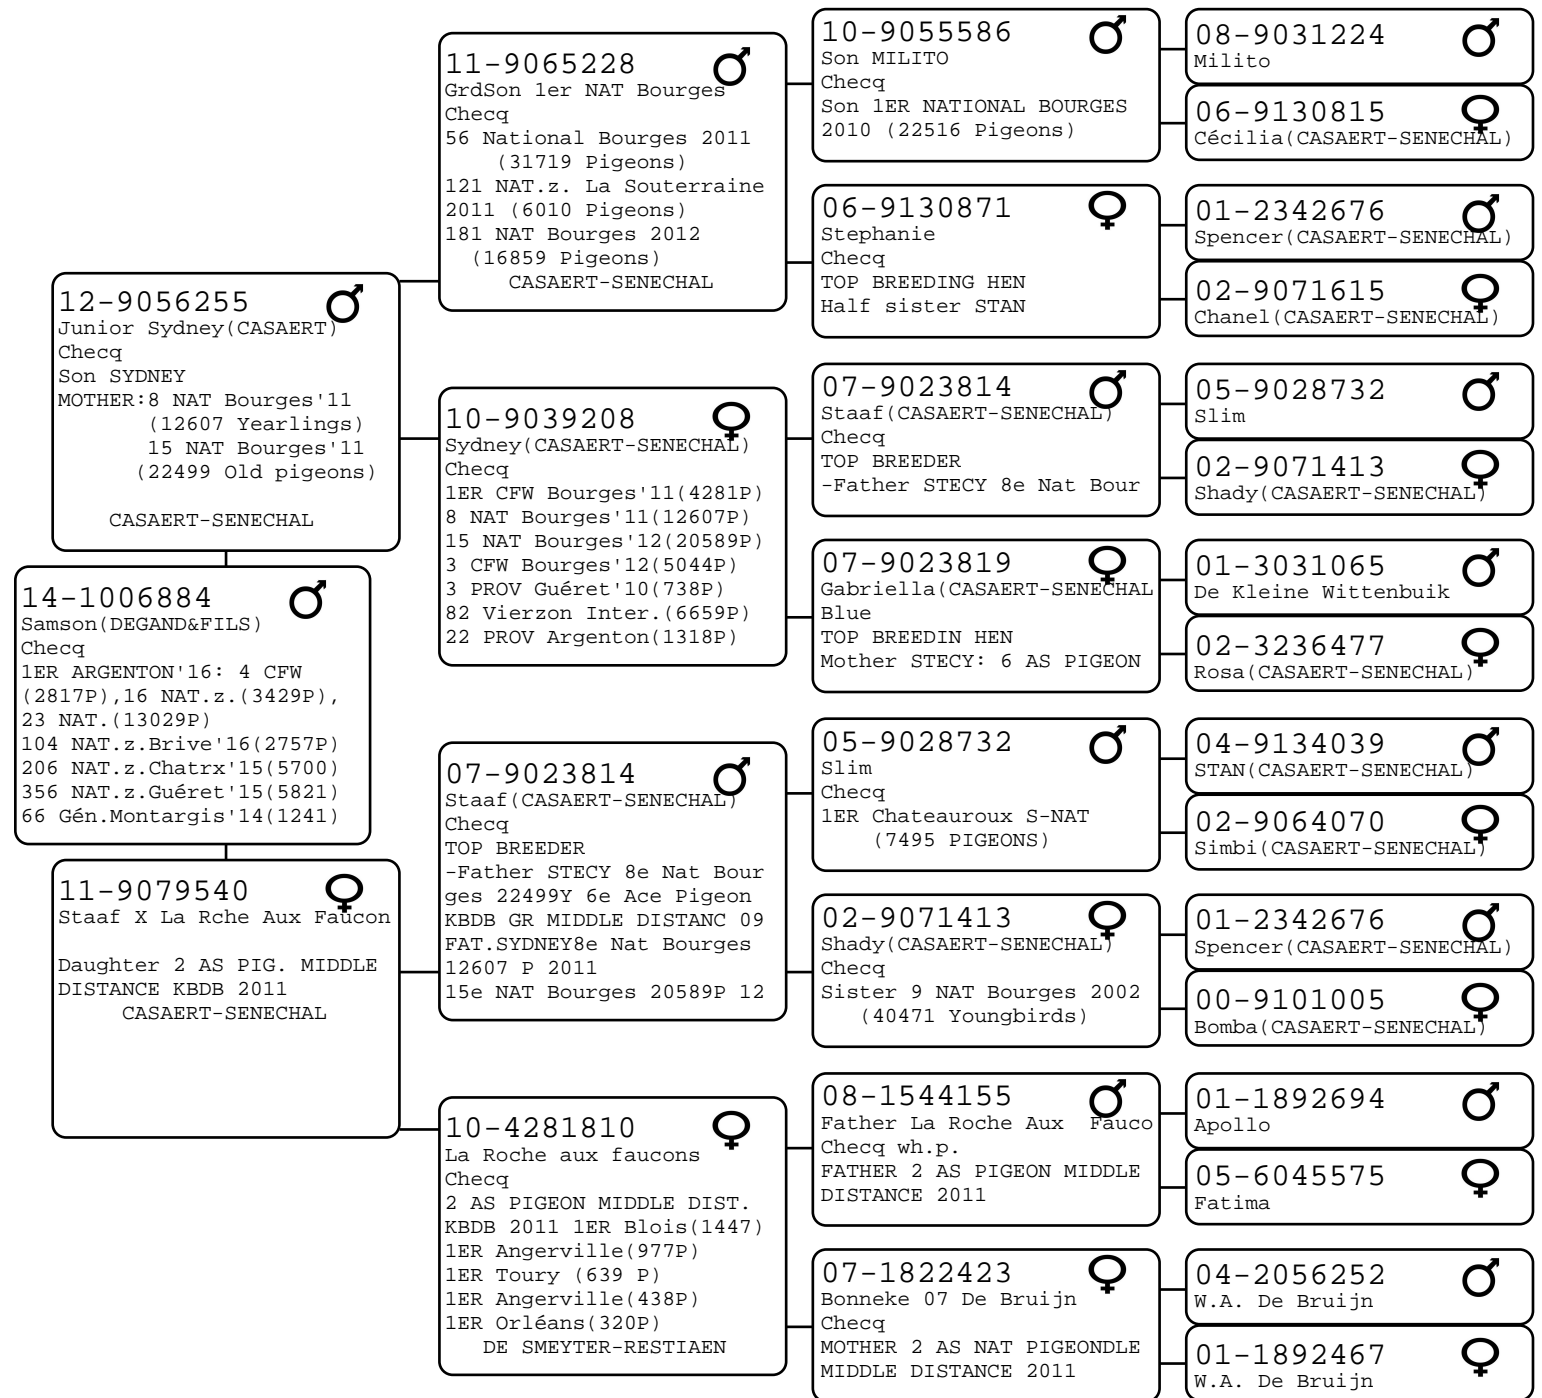 14-1006884
Samson(DEGAND&FILS)
Checq
1ER ARGENTON'16: 4 CFW
(2817P),16 NAT.z.(3429P),
23 NAT.(13029P)
104 NAT.z.Brive'16(2757P)
206 NAT.z.Chatrx'15(5700)
356 NAT.z.Guéret'15(5821)
66 Gén.Montargis'14(1241)
12-9056255
Junior Sydney(CASAERT)
Checq
Son SYDNEY
MOTHER:8 NAT Bourges'11
(12607 Yearlings)
15 NAT Bourges'11
(22499 Old pigeons)
CASAERT-SENECHAL
11-9079540
Staaf X La Rche Aux Faucon
Daughter 2 AS PIG. MIDDLE
DISTANCE KBDB 2011
CASAERT-SENECHAL
11-9065228
GrdSon 1er NAT Bourges
Checq
56 National Bourges 2011
(31719 Pigeons)
121 NAT.z. La Souterraine
2011 (6010 Pigeons)
181 NAT Bourges 2012
(16859 Pigeons)
CASAERT-SENECHAL
10-9039208
Sydney(CASAERT-SENECHAL)
Checq
1ER CFW Bourges'11(4281P)
8 NAT Bourges'11(12607P)
15 NAT Bourges'12(20589P)
3 CFW Bourges'12(5044P)
3 PROV Guéret'10(738P)
82 Vierzon Inter.(6659P)
22 PROV Argenton(1318P)
07-9023814
Staaf(CASAERT-SENECHAL)
Checq
TOP BREEDER
-Father STECY 8e Nat Bour
ges 22499Y 6e Ace Pigeon
KBDB GR MIDDLE DISTANC 09
FAT.SYDNEY8e Nat Bourges
12607 P 2011
15e NAT Bourges 20589P 12
10-4281810
La Roche aux faucons
Checq
2 AS PIGEON MIDDLE DIST.
KBDB 2011 1ER Blois(1447)
1ER Angerville(977P)
1ER Toury (639 P)
1ER Angerville(438P)
1ER Orléans(320P)
DE SMEYTER-RESTIAEN
10-9055586
Son MILITO
Checq
Son 1ER NATIONAL BOURGES
2010 (22516 Pigeons)
06-9130871
Stephanie
Checq
TOP BREEDING HEN
Half sister STAN
07-9023814
Staaf(CASAERT-SENECHAL)
Checq
TOP BREEDER
-Father STECY 8e Nat Bour
07-9023819
Gabriella(CASAERT-SENECHAL
Blue
TOP BREEDIN HEN
Mother STECY: 6 AS PIGEON
05-9028732
Slim
Checq
1ER Chateauroux S-NAT
(7495 PIGEONS)
02-9071413
Shady(CASAERT-SENECHAL)
Checq
Sister 9 NAT Bourges 2002
(40471 Youngbirds)
08-1544155
Father La Roche Aux  Fauco
Checq wh.p.
FATHER 2 AS PIGEON MIDDLE
DISTANCE 2011
07-1822423
Bonneke 07 De Bruijn
Checq
MOTHER 2 AS NAT PIGEONDLE
MIDDLE DISTANCE 2011
08-9031224
Milito
06-9130815
Cécilia(CASAERT-SENECHAL)
01-2342676
Spencer(CASAERT-SENECHAL)
02-9071615
Chanel(CASAERT-SENECHAL)
05-9028732
Slim
02-9071413
Shady(CASAERT-SENECHAL)
01-3031065
De Kleine Wittenbuik
02-3236477
Rosa(CASAERT-SENECHAL)
04-9134039
STAN(CASAERT-SENECHAL)
02-9064070
Simbi(CASAERT-SENECHAL)
01-2342676
Spencer(CASAERT-SENECHAL)
00-9101005
Bomba(CASAERT-SENECHAL)
01-1892694
Apollo
05-6045575
Fatima
04-2056252
W.A. De Bruijn
01-1892467
W.A. De Bruijn